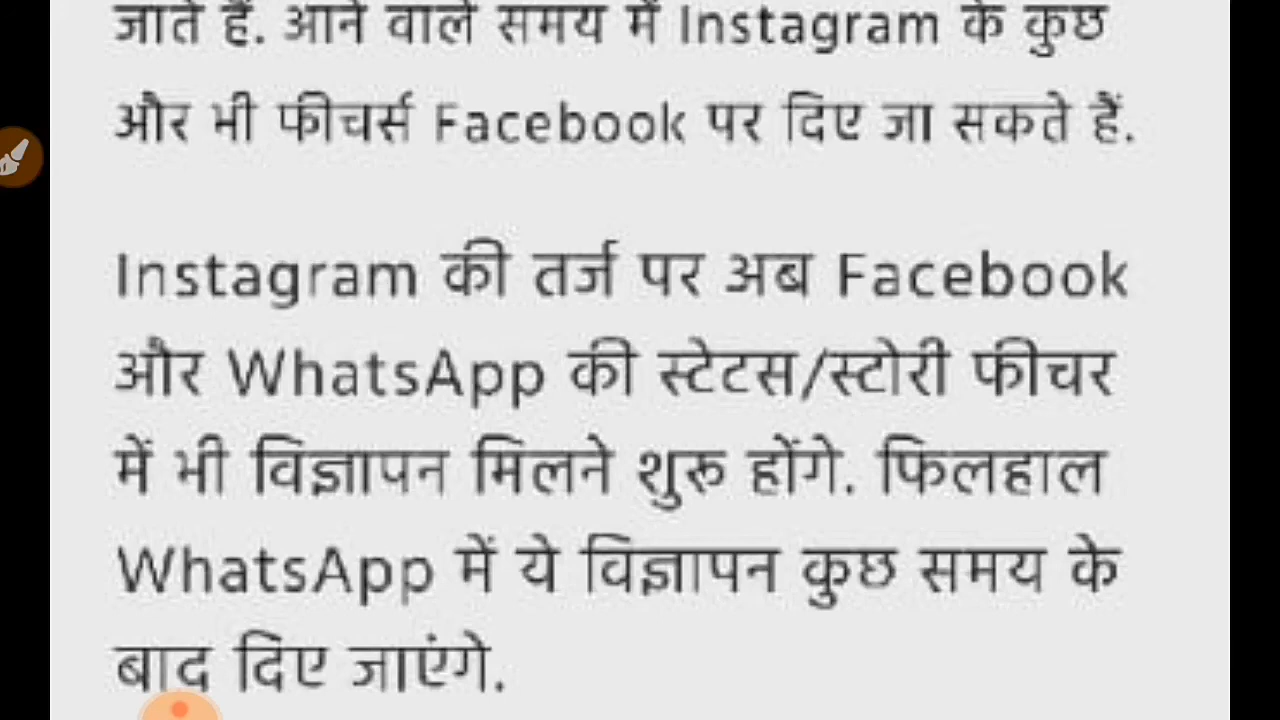 जाते हैं. आने वाले समय में Instagram के कुछ
और भी फीचर्स Facebook पर दिए जा सकते हैं.
Instagram की तर्ज पर अब Facebook
और WhatsApp की स्टेटस/स्टोरी फीचर
में भी विज्ञापन मिलने शुरू होंगे. फिलहाल
WhatsApp में ये विज्ञापन कुछ समय के
बाद दिए जाएंगे.